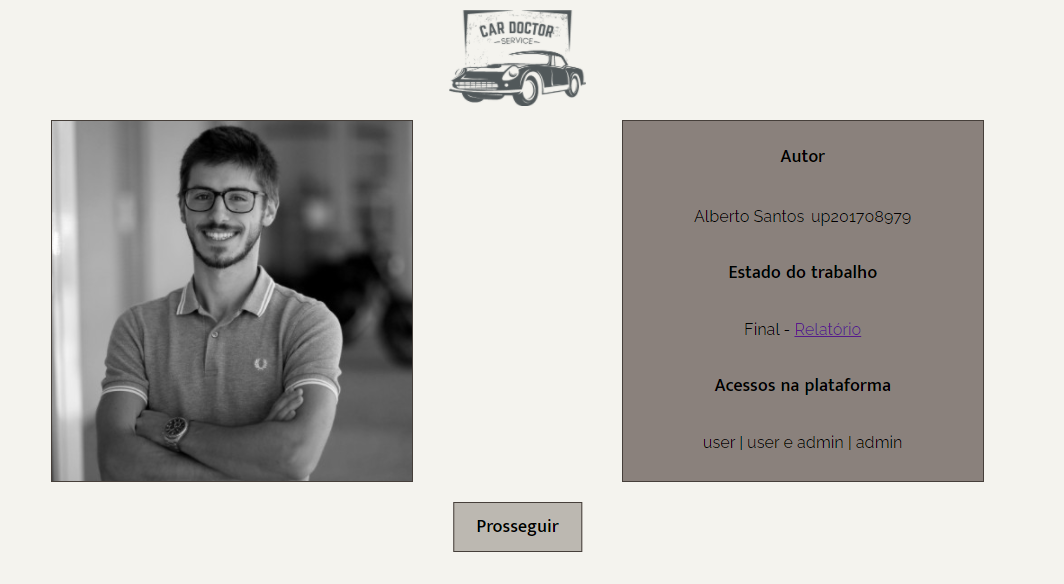 CAR DOCTOR
SERVICE
Autor
Alberto Santos up201708979
Estado do trabalho
Final - Relatório
Acessos na plataforma
user | user e admin | admin
Prosseguir